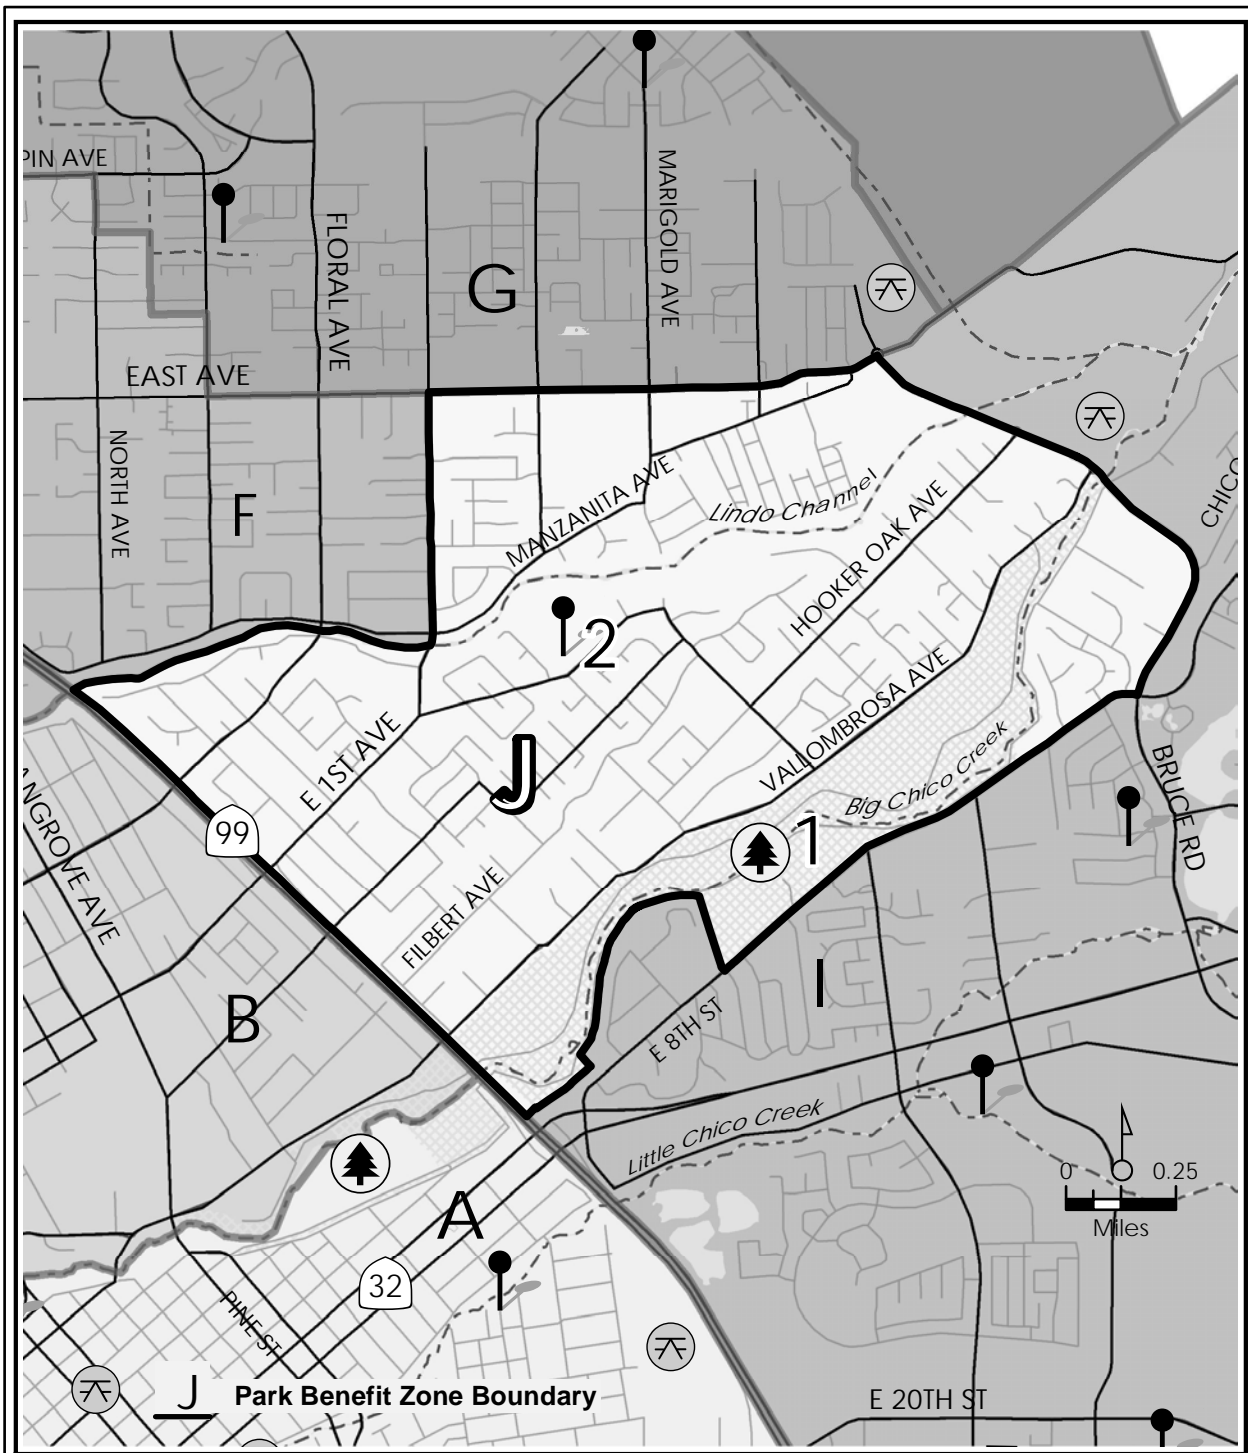 PIN AVE
FLORAL AVE
MARIGOLD AVE
G
EAST AVE
NORTH AVE
F
MANZANITA AVE
Lindo Channel
HOOKER OAK AVE
CHICO
2
VALLOMBROSA AVE
E 1ST AVE
J
Big Chico Creek
BRUCE RD
99
1
ANGROVE AVE
FILBERT AVE
B
I
E 8TH ST
Little Chico Creek
0 0.25
Miles
A
32
PINE ST
J Park Benefit Zone Boundary
E 20TH ST